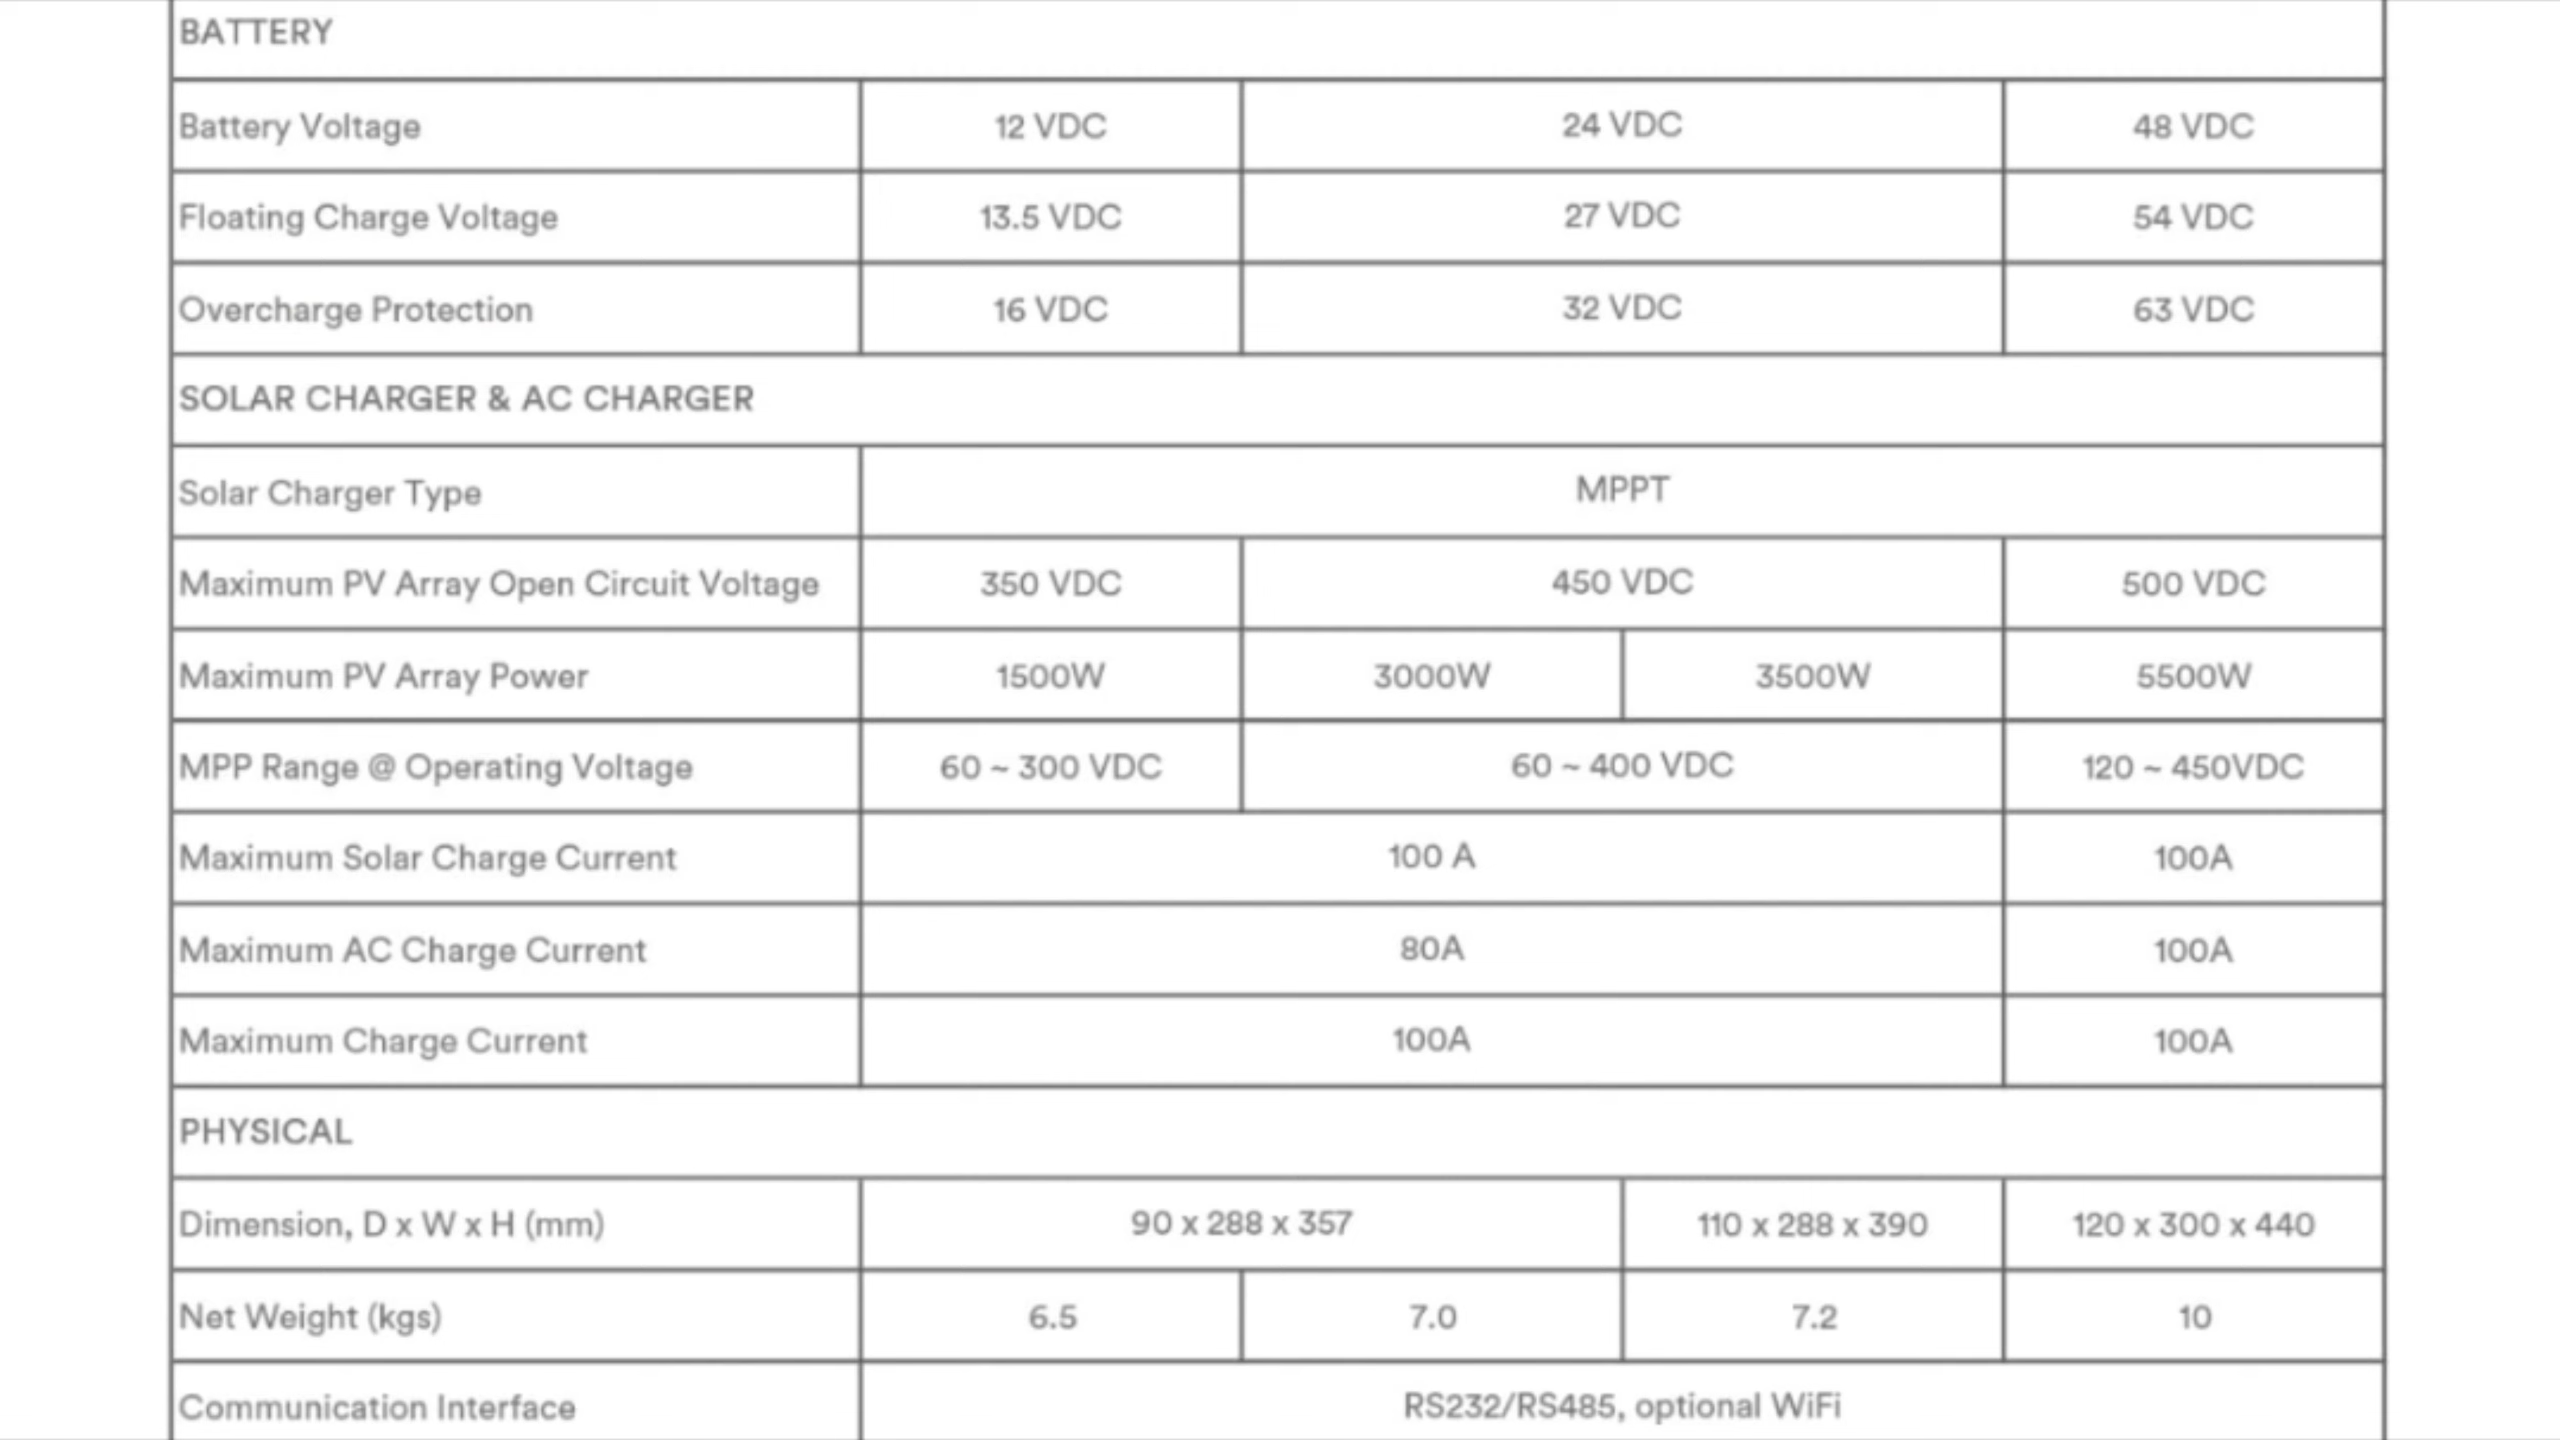 BATTERY
Battery Voltage 12 VDC 24 VDC 48 VDC
Floating Charge Voltage 13.5 VDC 27 VDC 54 VDC
Overcharge Protection 16 VDC 32 VDC 63 VDC
SOLAR CHARGER & AC CHARGER
Solar Charger Type MPPT
Maximum PV Array Open Circuit Voltage 350 VDC 450 VDC 500 VDC
Maximum PV Array Power 1500W 3000W 3500W 5500W
MPP Range @ Operating Voltage 60 ~ 300 VDC 60 ~ 400 VDC 120 ~ 450VDC
Maximum Solar Charge Current 100 A 100A
Maximum AC Charge Current 80A 100A
Maximum Charge Current 100A 100A
PHYSICAL
Dimension, D x W x H (mm) 90 x 288 x 357 110 x 288 x 390 120 x 300 x 440
Net Weight (kgs) 6.5 7.0 7.2 10
Communication Interface RS232/RS485, optional WiFi